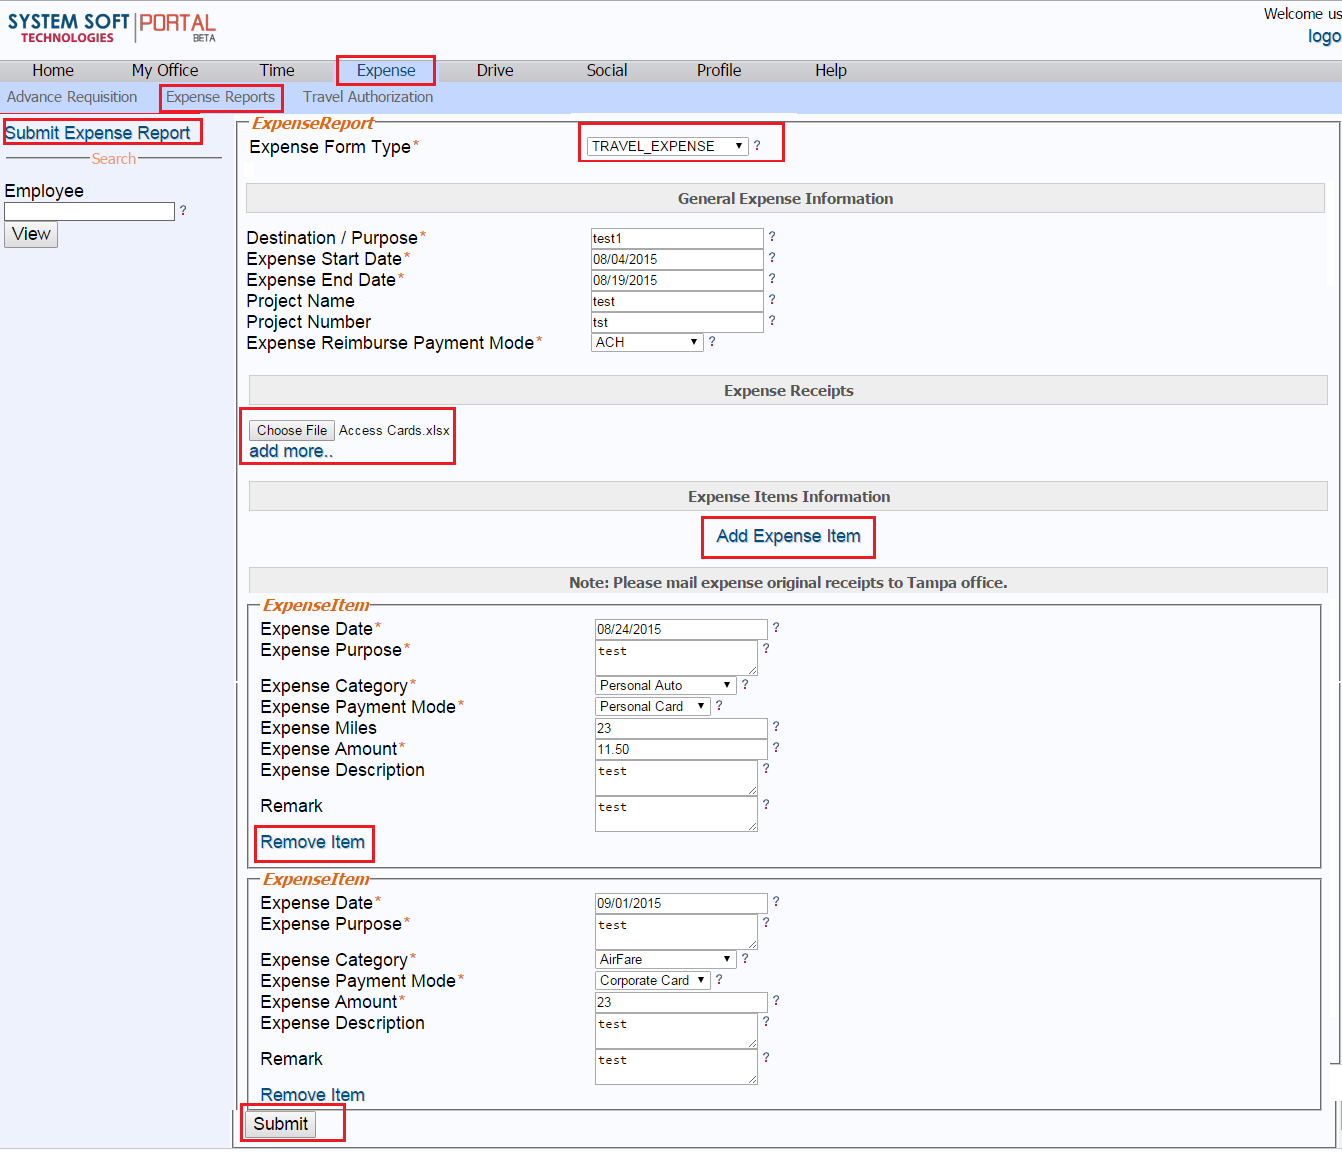 SYSTEM SOFT TECHNOLOGIES PORTAL BETA
Welcome us
logo
Home My Office Time Expense Drive Social Profile Help
Advance Requisition Expense Reports Travel Authorization
Submit Expense Report
Search
Employee
?
View
ExpenseReport
Expense Form Type* TRAVEL_EXPENSE ?
General Expense Information
Destination / Purpose* test1 ?
Expense Start Date* 08/04/2015 ?
Expense End Date* 08/19/2015 ?
Project Name test ?
Project Number tst ?
Expense Reimburse Payment Mode* ACH ?
Expense Receipts
Choose File Access Cards.xlsx
add more..
Expense Items Information
Add Expense Item
Note: Please mail expense original receipts to Tampa office.
ExpenseItem
Expense Date* 08/24/2015 ?
Expense Purpose* test ?
Expense Category* Personal Auto ?
Expense Payment Mode* Personal Card ?
Expense Miles 23 ?
Expense Amount* 11.50 ?
Expense Description test ?
Remark test ?
Remove Item
ExpenseItem
Expense Date* 09/01/2015 ?
Expense Purpose* test ?
Expense Category* AirFare ?
Expense Payment Mode* Corporate Card ?
Expense Amount* 23 ?
Expense Description test ?
Remark test ?
Remove Item
Submit